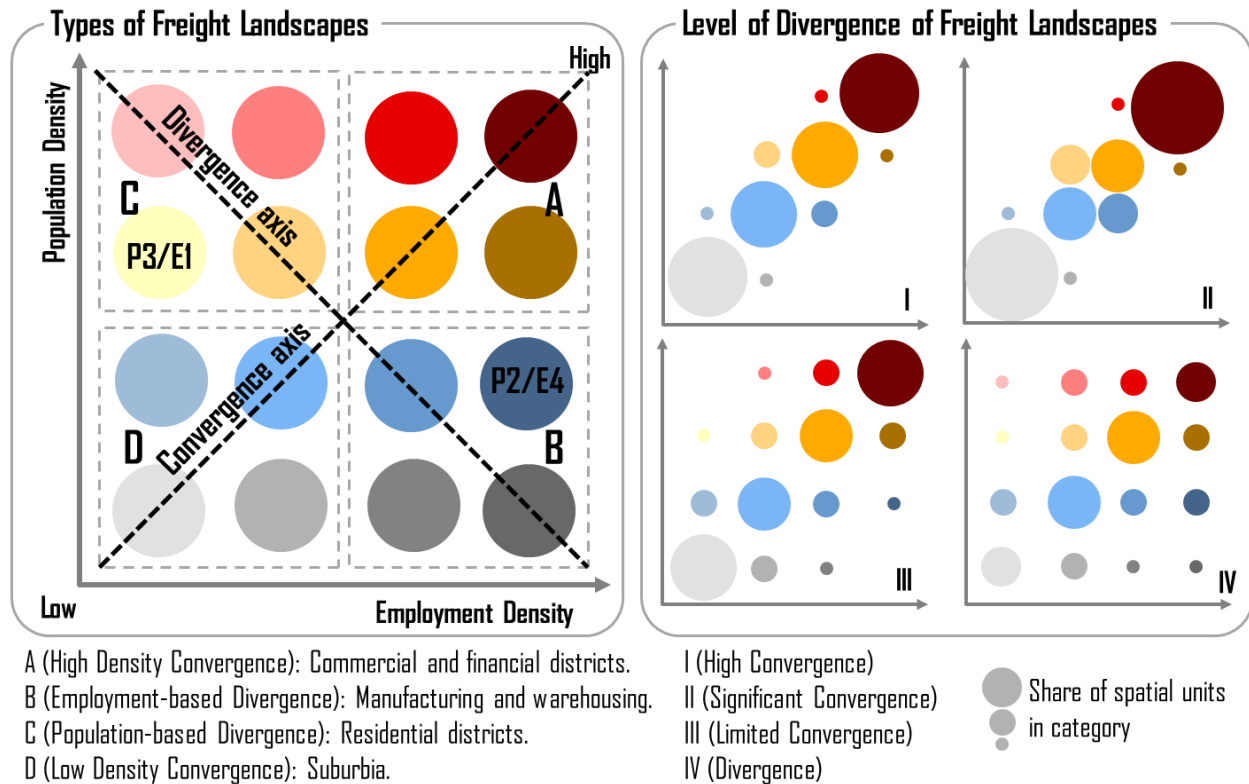 Types of Freight Landscapes
Level of Divergence of Freight Landscapes
High
Population Density
Divergence axis
C
A
P3/E1
Convergence axis
P2/E4
D
B
Low
Employment Density
I
II
III
IV
A (High Density Convergence): Commercial and financial districts.
B (Employment-based Divergence): Manufacturing and warehousing.
C (Population-based Divergence): Residential districts.
D (Low Density Convergence): Suburbia.
I (High Convergence)
II (Significant Convergence)
III (Limited Convergence)
IV (Divergence)
Share of spatial units
in category